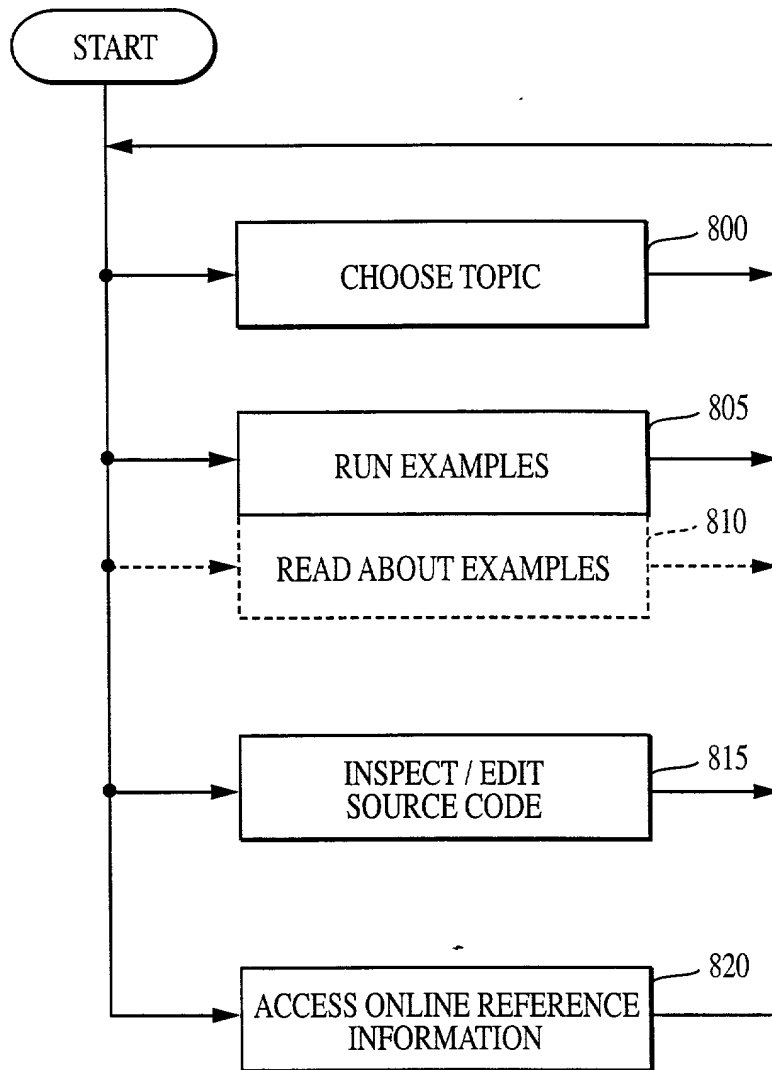 START
800
CHOOSE TOPIC
805
RUN EXAMPLES
810
READ ABOUT EXAMPLES
815
INSPECT / EDIT
SOURCE CODE
820
ACCESS ONLINE REFERENCE
INFORMATION